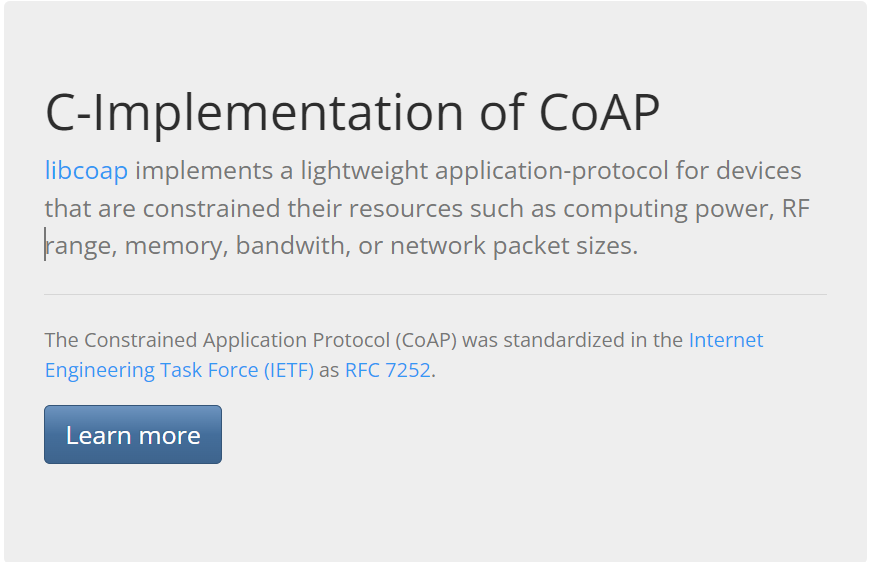 C-Implementation of CoAP
libcoap implements a lightweight application-protocol for devices
that are constrained their resources such as computing power, RF
range, memory, bandwith, or network packet sizes.
The Constrained Application Protocol (CoAP) was standardized in the Internet
Engineering Task Force (IETF) as RFC 7252.
Learn more